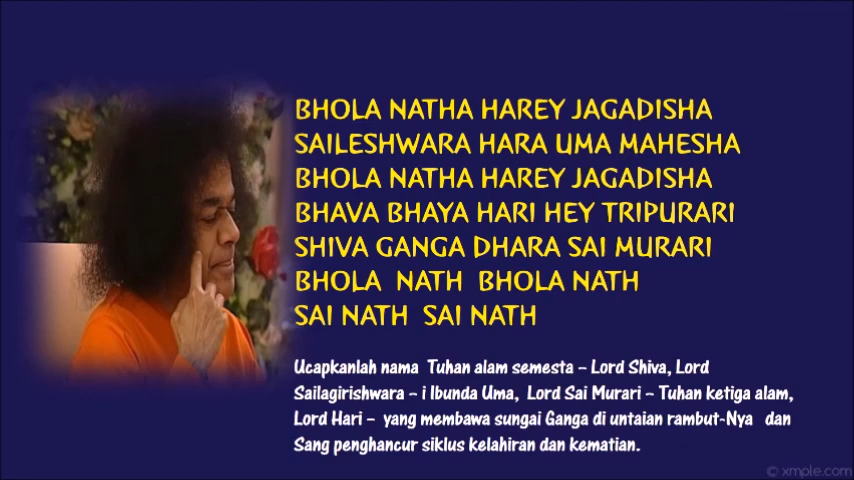 BHOLA NATHA HAREY JAGADISHA
SAILESHWARA HARA UMA MAHESHA
BHOLA NATHA HAREY JAGADISHA
BHAVA BHAYA HARI HEY TRIPURARI
SHIVA GANGA DHARA SAI MURARI
BHOLA NATH BHOLA NATH
SAI NATH SAI NATH
Ucapkanlah nama Tuhan alam semesta – Lord Shiva, Lord
Sailagirishwara – i Ibunda Uma, Lord Sai Murari – Tuhan ketiga alam,
Lord Hari – yang membawa sungai Ganga di untaian rambut-Nya dan
Sang penghancur siklus kelahiran dan kematian.
© xmple.com